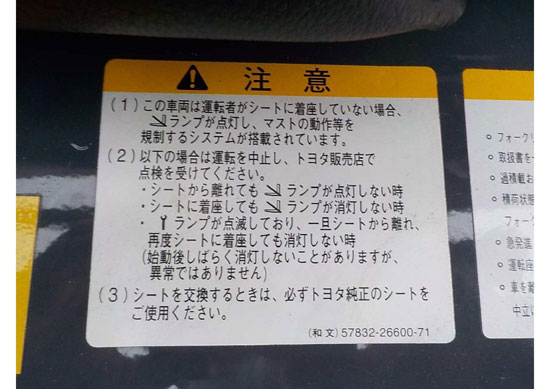 注 意
(1)この車両は運転者がシートに着座していない場合、
ランプが点灯し、マストの動作等を
規制するシステムが搭載されています。
(2)以下の場合は運転を中止し、トヨタ販売店で
点検を受けてください。
・シートから離れても ランプが点灯しない時
・シートに着座しても ランプが消灯しない時
・ ランプが点滅しており、一旦シートから離れ、
再度シートに着座しても消灯しない時
(始動後しばらく消灯しないことがありますが、
異常ではありません)
(3)シートを交換するときは、必ずトヨタ純正のシートを
ご使用ください。
(和文)57832-26600-71
○ フォークリ
○ 取扱書を
○ 過積載お
○ 積荷状態
フォーク
○ 急発進
○ 運転座
○ 車を離
中立に